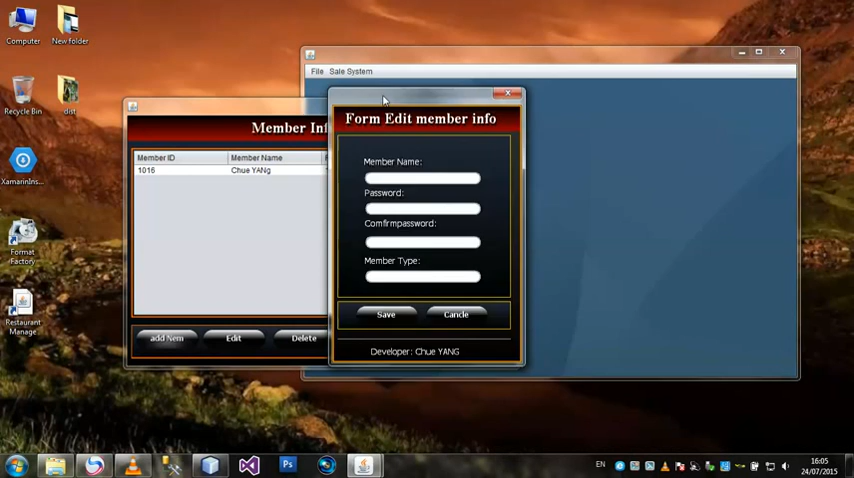 Computer
New folder
Recycle Bin
dist
XamarinIns...
Format
Factory
Restaurant
Manage
File Sale System
Member Inf
Member ID Member Name
1016 Chue YANg
add Nem Edit Delete
Form Edit member info
Member Name:
Password:
Comfirmpassword:
Member Type:
Save Cancle
Developer: Chue YANG
Ps
EN
16:05
24/07/2015